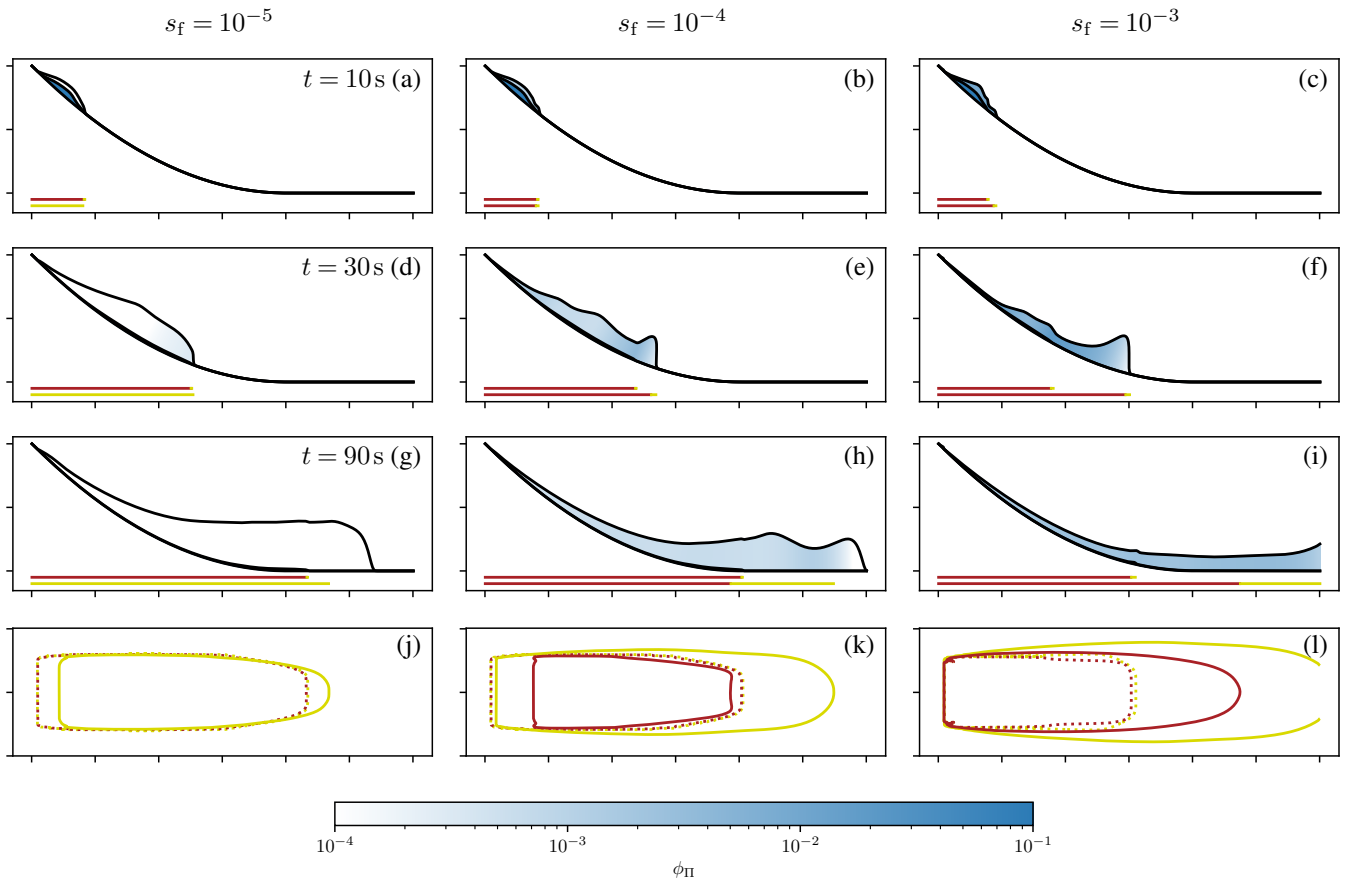 s_f = 10^{-5} s_f = 10^{-4} s_f = 10^{-3}
t = 10 s (a) (b) (c)
t = 30 s (d) (e) (f)
t = 90 s (g) (h) (i)
(j) (k) (l)
10^{-4} 10^{-3} 10^{-2} 10^{-1}
ϕ_Π